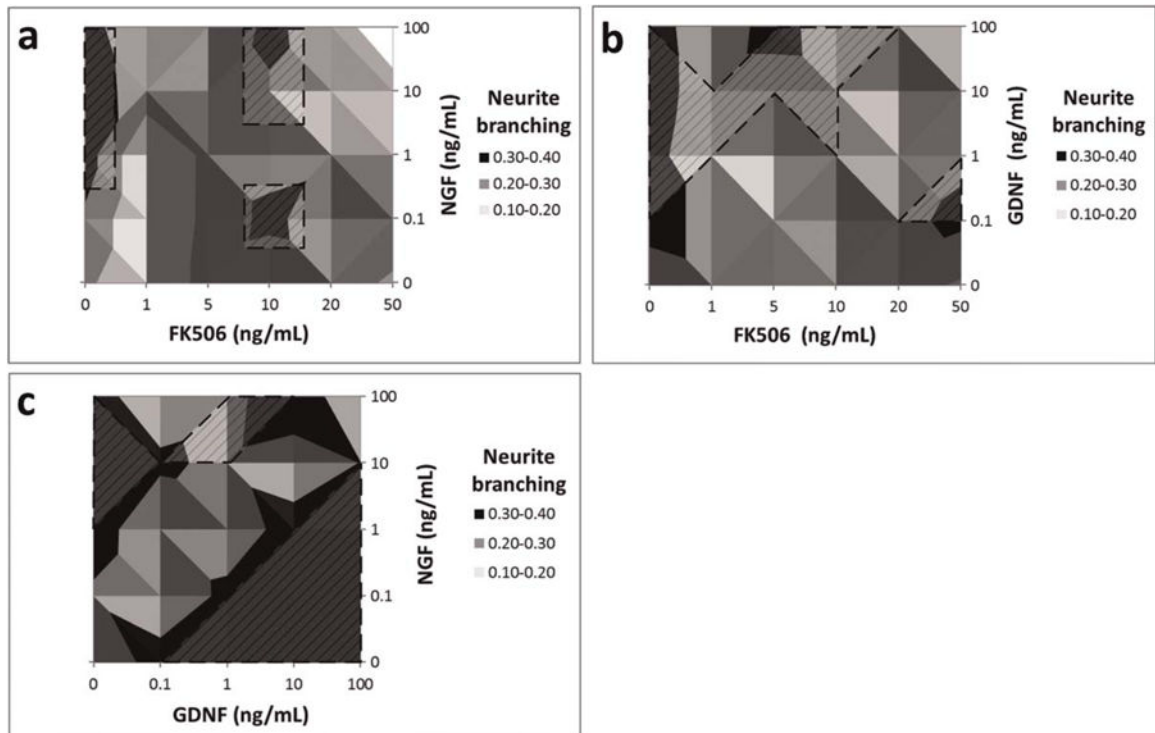 a
100
10
1
0.1
0
NGF (ng/mL)
0 1 5 10 20 50
FK506 (ng/mL)
Neurite
branching
0.30-0.40
0.20-0.30
0.10-0.20
b
100
10
1
0.1
0
GDNF (ng/mL)
0 1 5 10 20 50
FK506 (ng/mL)
Neurite
branching
0.30-0.40
0.20-0.30
0.10-0.20
c
100
10
1
0.1
0
NGF (ng/mL)
0 0.1 1 10 100
GDNF (ng/mL)
Neurite
branching
0.30-0.40
0.20-0.30
0.10-0.20